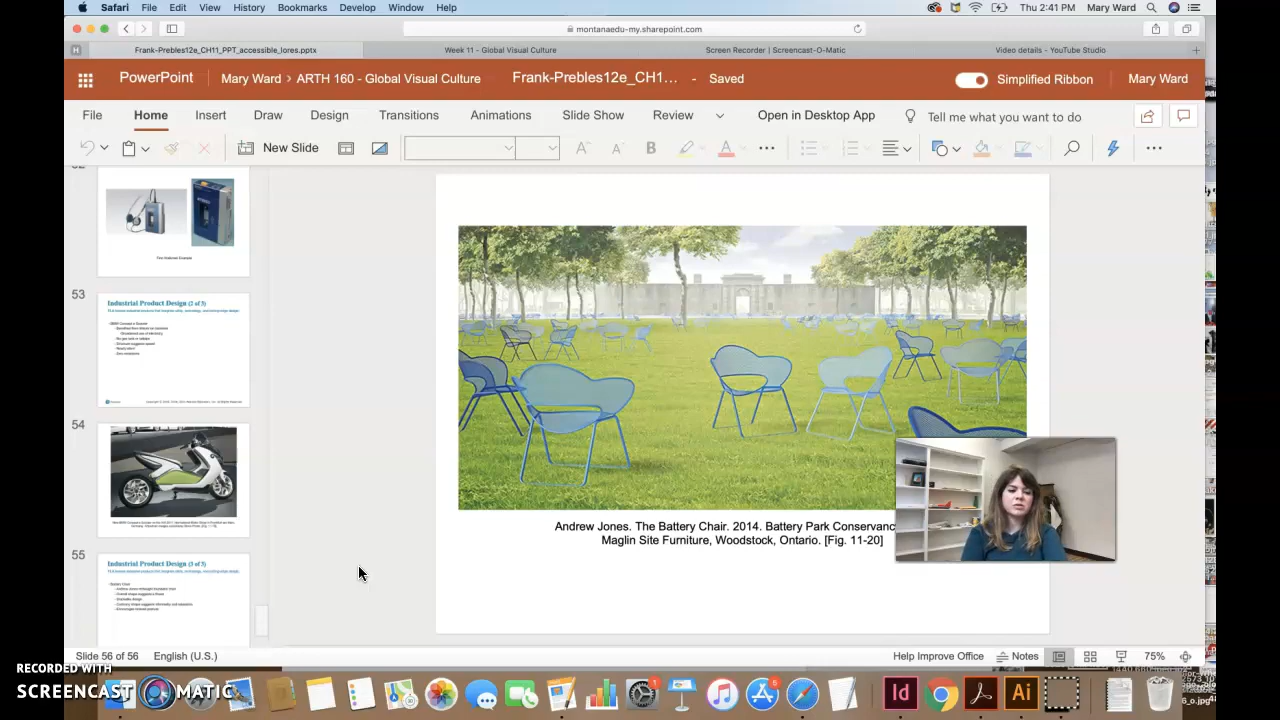 Safari File Edit View History Bookmarks Develop Window Help
Thu 2:41 PM Mary Ward
montanaedu-my.sharepoint.com
H Frank-Prebles12e_CH11_PPT_accessible_lores.pptx Week 11 - Global Visual Culture Screen Recorder | Screencast-O-Matic Video details - YouTube Studio
PowerPoint Mary Ward › ARTH 160 - Global Visual Culture Frank-Prebles12e_CH1... - Saved Simplified Ribbon Mary Ward
File Home Insert Draw Design Transitions Animations Slide Show Review Open in Desktop App Tell me what you want to do
New Slide
53
Industrial Product Design (2 of 3)
54
55
Industrial Product Design (3 of 3)
Andrew Jones. The Battery Chair. 2014. Battery Park Conservanc
Maglin Site Furniture, Woodstock, Ontario. [Fig. 11-20]
Slide 56 of 56 English (U.S.) Help Improve Office Notes 75%
RECORDED WITH
SCREENCAST MATIC
Id Ai